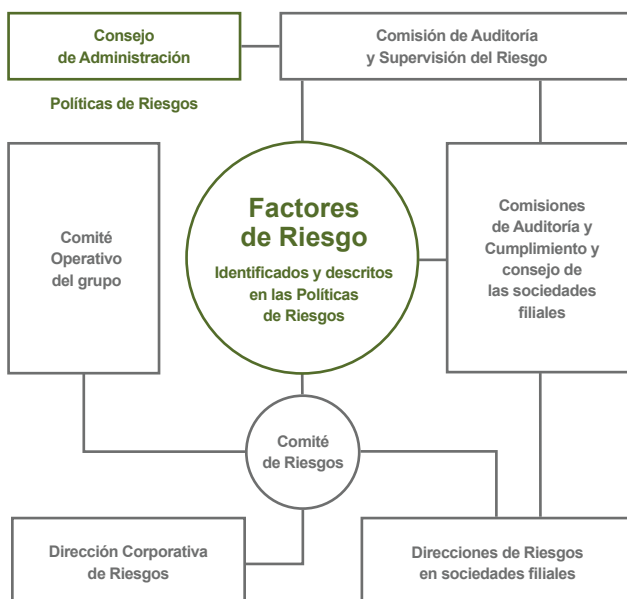 Consejo
de Administración
Comisión de Auditoría
y Supervisión del Riesgo
Políticas de Riesgos
Comité
Operativo
del grupo
Factores
de Riesgo
Identificados y descritos
en las Políticas
de Riesgos
Comisiones
de Auditoría y
Cumplimiento y
consejo de
las sociedades
filiales
Comité
de Riesgos
Dirección Corporativa
de Riesgos
Direcciones de Riesgos
en sociedades filiales